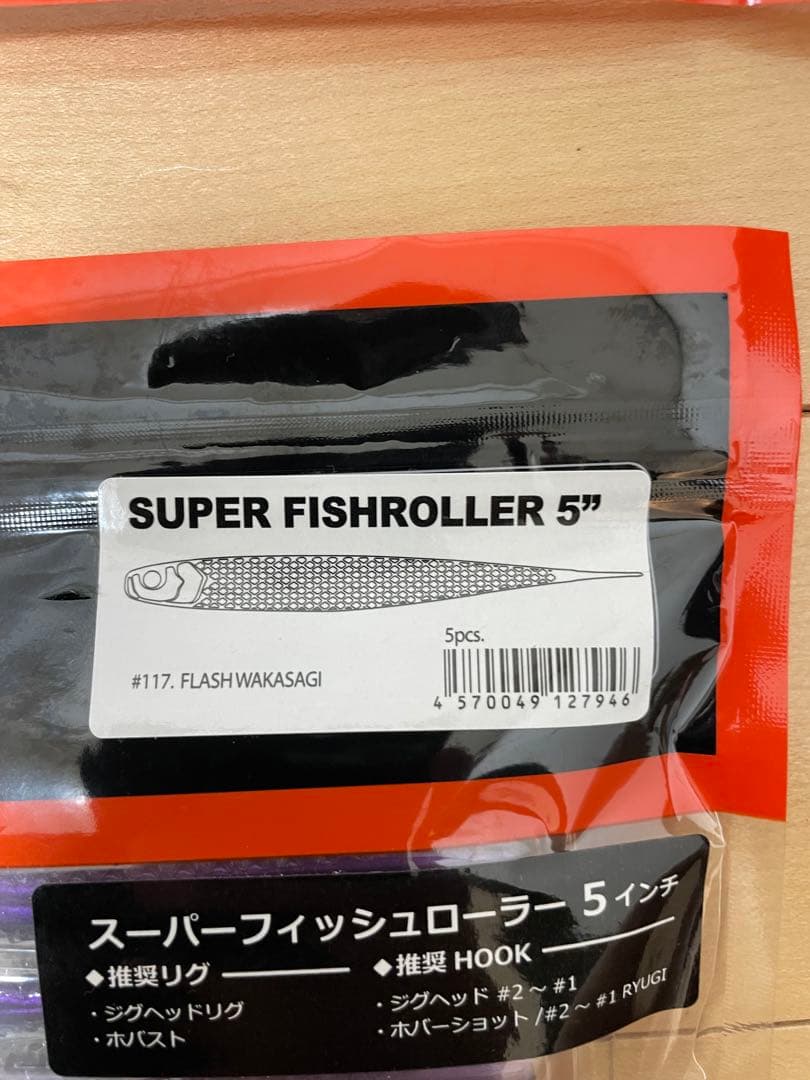 SUPER FISHROLLER 5”
5pcs.
#117. FLASH WAKASAGI
4 570049 127946
スーパーフィッシュローラー 5 インチ
◆推奨リグ
・ジグヘッドリグ
・ホバスト
◆推奨 HOOK
・ジグヘッド #2 ～ #1
・ホバーショット /#2 ～ #1 RYUGI